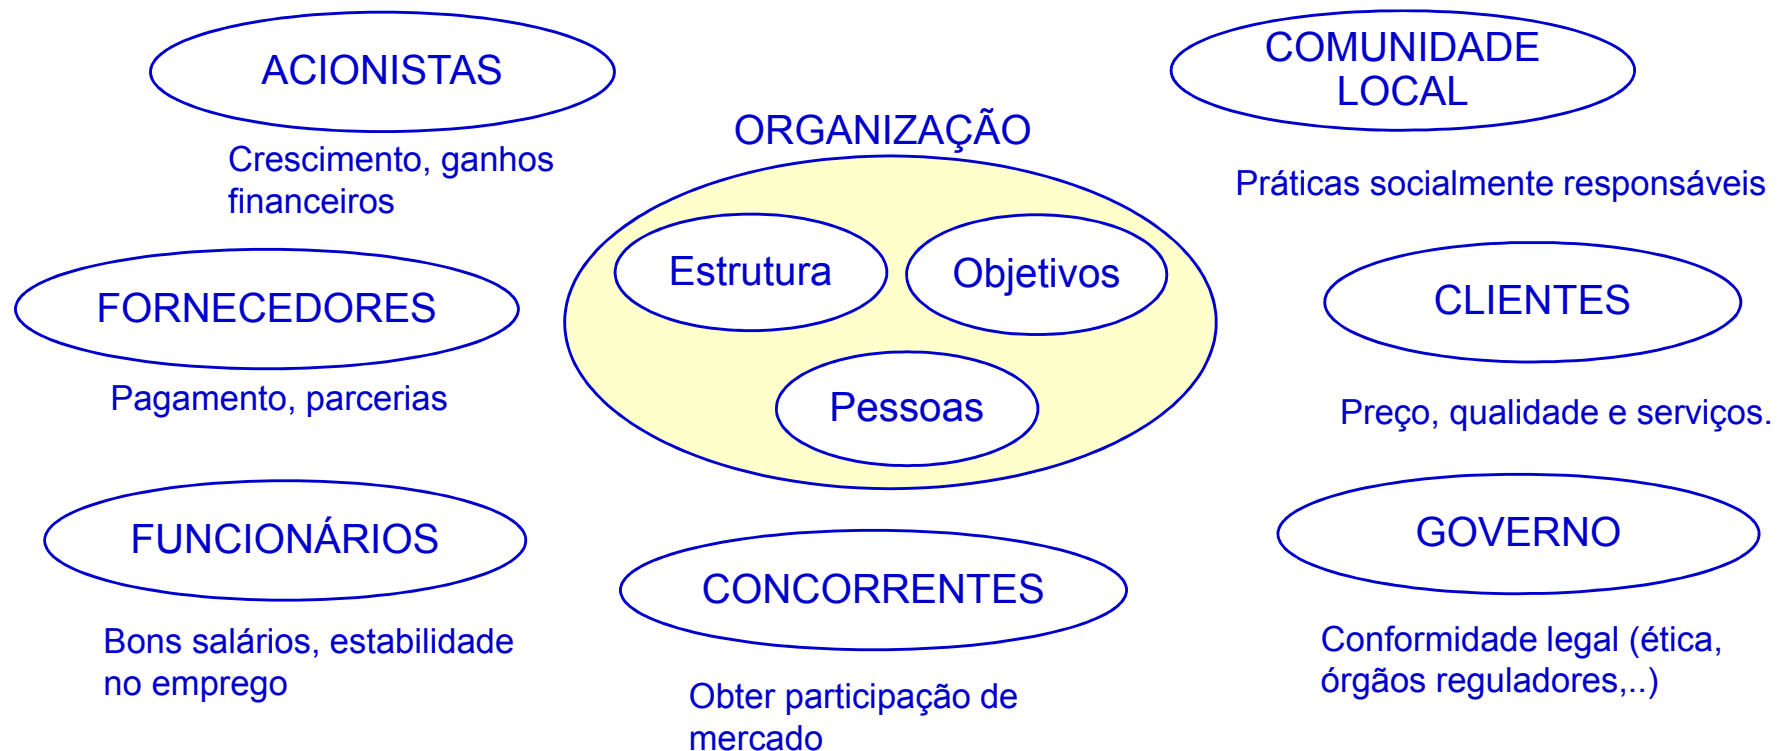 ACIONISTAS
Crescimento, ganhos
financeiros
FORNECEDORES
Pagamento, parcerias
FUNCIONÁRIOS
Bons salários, estabilidade
no emprego
ORGANIZAÇÃO
Estrutura
Objetivos
Pessoas
CONCORRENTES
Obter participação de
mercado
COMUNIDADE
LOCAL
Práticas socialmente responsáveis
CLIENTES
Preço, qualidade e serviços.
GOVERNO
Conformidade legal (ética,
órgãos reguladores,..)